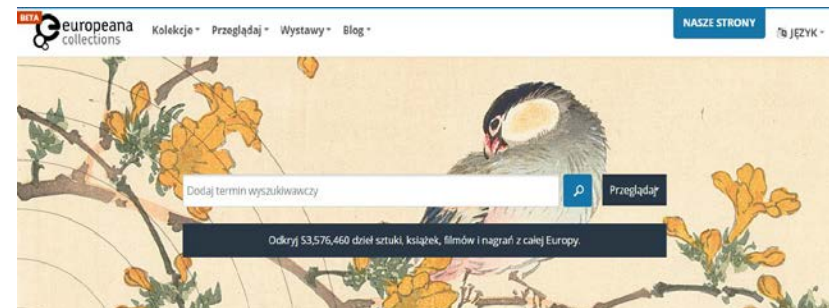 BETA
europeana
collections
Kolekcje Przeglądaj Wystawy Blog
NASZE STRONY
JĘZYK
Dodaj termin wyszukiwawczy
Przeglądaj
Odkryj 53,576,460 dzieł sztuki, książek, filmów i nagrań z całej Europy.